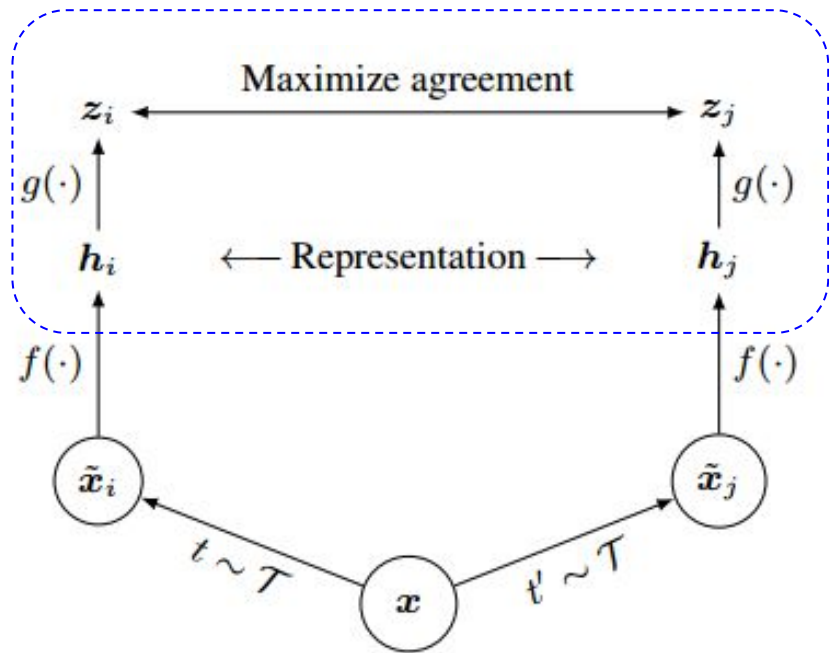 Maximize agreement
z_i z_j
g(·) g(·)
h_i ←— Representation —→ h_j
f(·) f(·)
x̃_i x̃_j
t ~ 𝒯 t′ ~ 𝒯
x